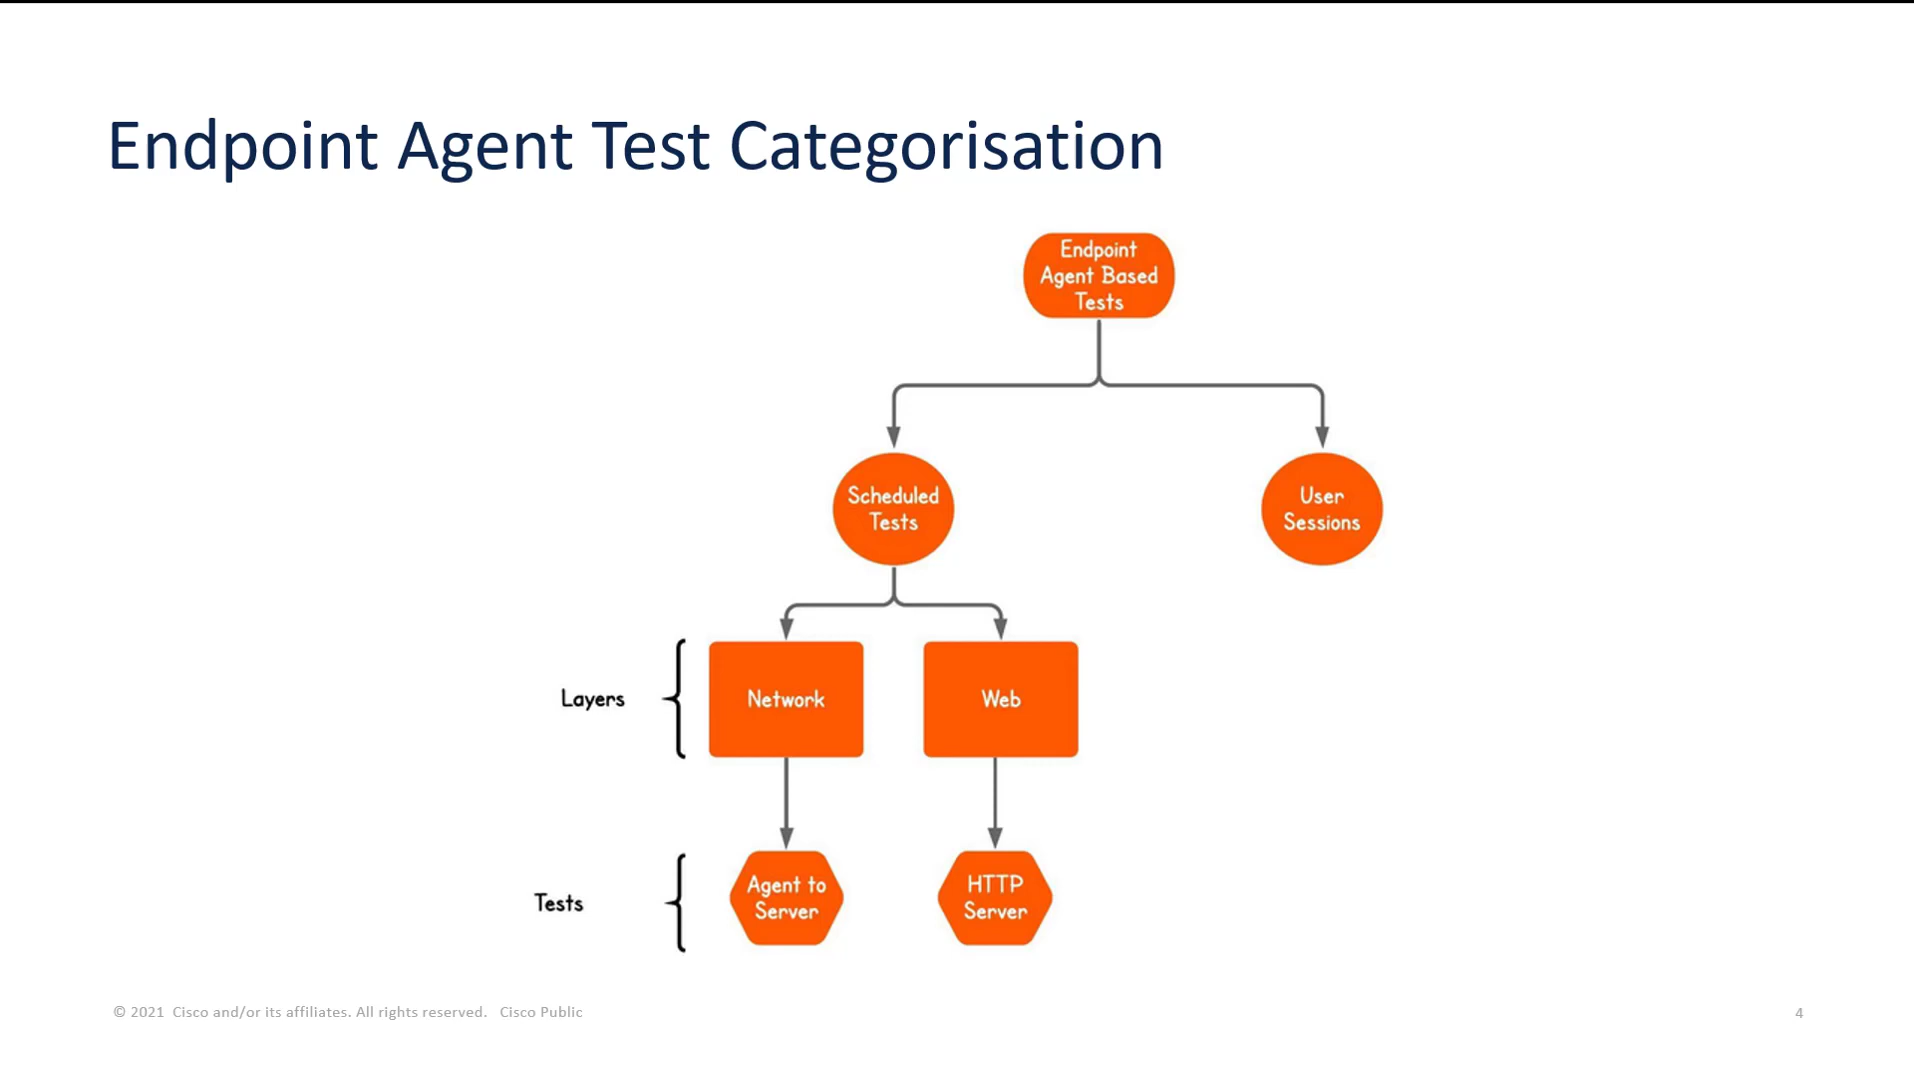 Endpoint Agent Test Categorisation
Endpoint
Agent Based
Tests
Scheduled
Tests
User
Sessions
Layers
Network
Web
Tests
Agent to
Server
HTTP
Server
© 2021 Cisco and/or its affiliates. All rights reserved. Cisco Public
4